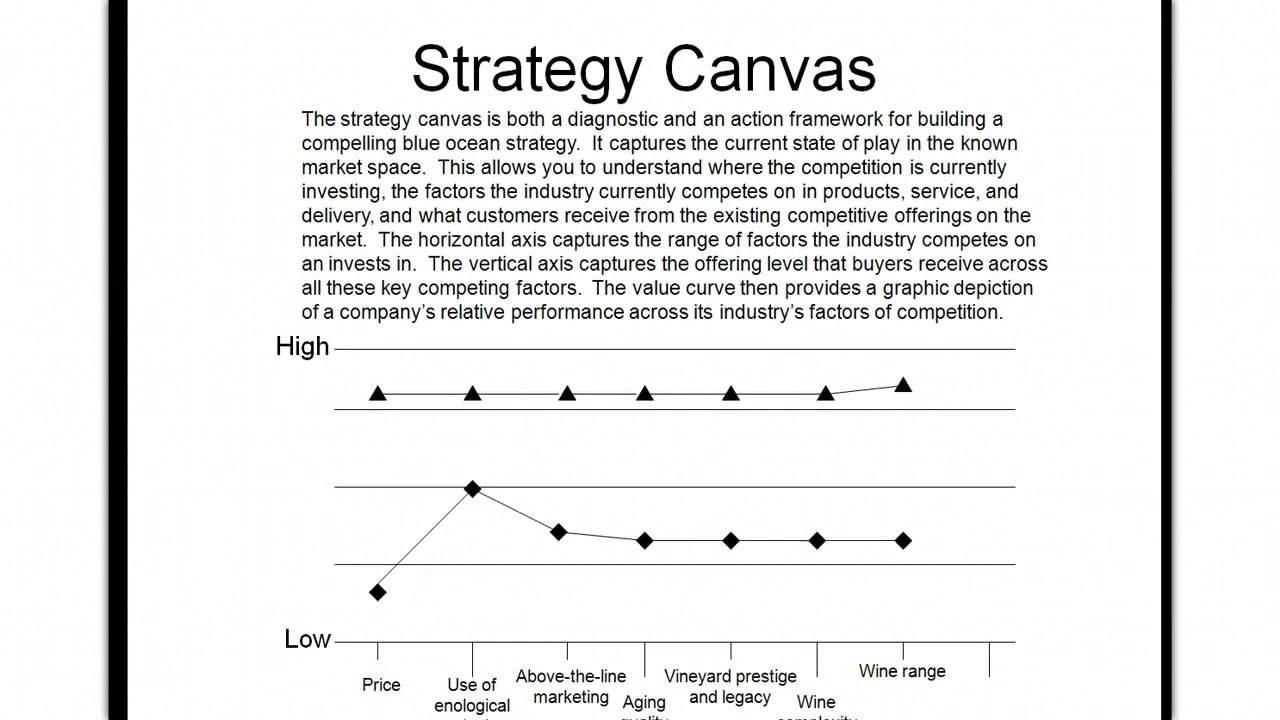 Strategy Canvas
The strategy canvas is both a diagnostic and an action framework for building a
compelling blue ocean strategy.  It captures the current state of play in the known
market space.  This allows you to understand where the competition is currently
investing, the factors the industry currently competes on in products, service, and
delivery, and what customers receive from the existing competitive offerings on the
market.  The horizontal axis captures the range of factors the industry competes on
an invests in.  The vertical axis captures the offering level that buyers receive across
all these key competing factors.  The value curve then provides a graphic depiction
of a company’s relative performance across its industry’s factors of competition.
High
Low
Price
Use of
enological
Above-the-line
marketing
Aging
Vineyard prestige
and legacy
Wine
Wine range